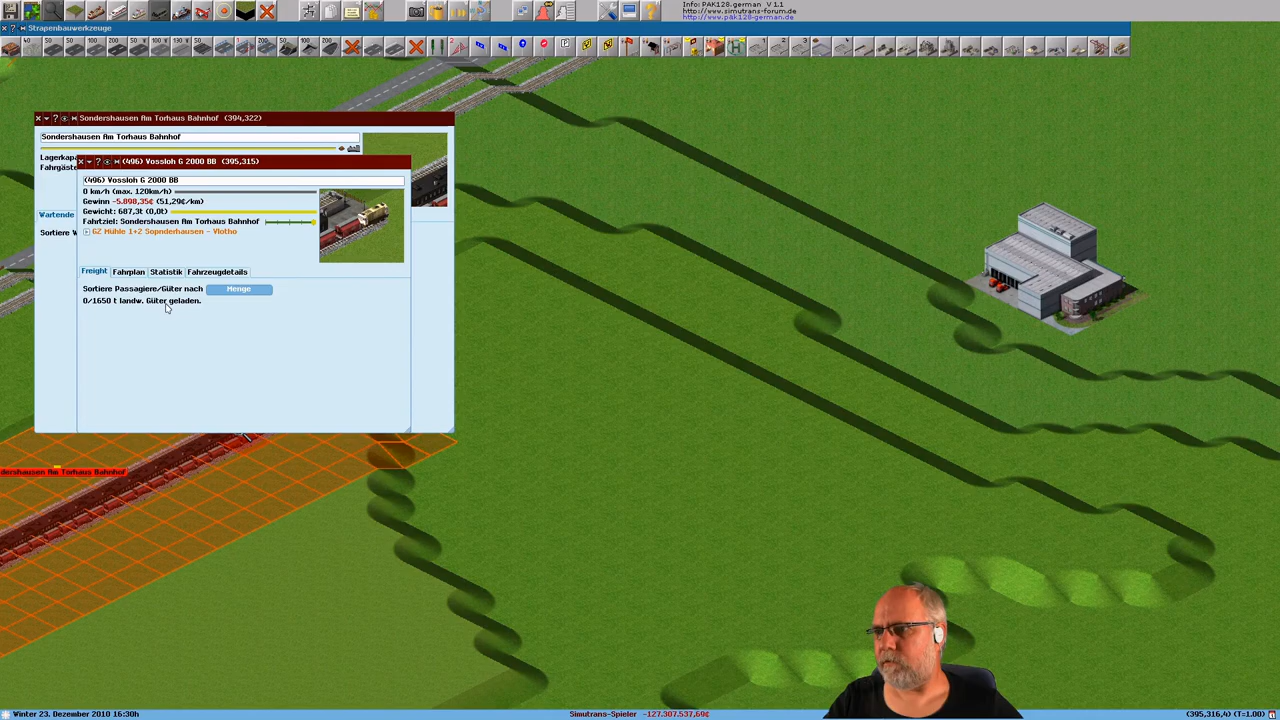 Info: PAK128.german V 1.1
http://www.simutrans-forum.de
http://www.pak128-german.de
Straßenbauwerkzeuge
Sondershausen Am Torhaus Bahnhof (394,322)
Sondershausen Am Torhaus Bahnhof
Lagerkapa
Fahrgäste
Wartende
Sortiere W
(496) Vossloh G 2000 BB (395,315)
(496) Vossloh G 2000 BB
0 km/h (max. 120km/h)
Gewinn -5.898,35¢ (51,29¢/km)
Gewicht: 687,3t (0,0t)
Fahrtziel: Sondershausen Am Torhaus Bahnhof
GZ Mühle 1+2 Sopnderhausen - Vlotho
Freight Fahrplan Statistik Fahrzeugdetails
Sortiere Passagiere/Güter nach Menge
0/1650 t landw. Güter geladen.
dershausen Am Torhaus Bahnhof
Winter 23. Dezember 2010 16:30h Simutrans-Spieler -127.307.537,69¢ (395,316,4) (T=1.00)